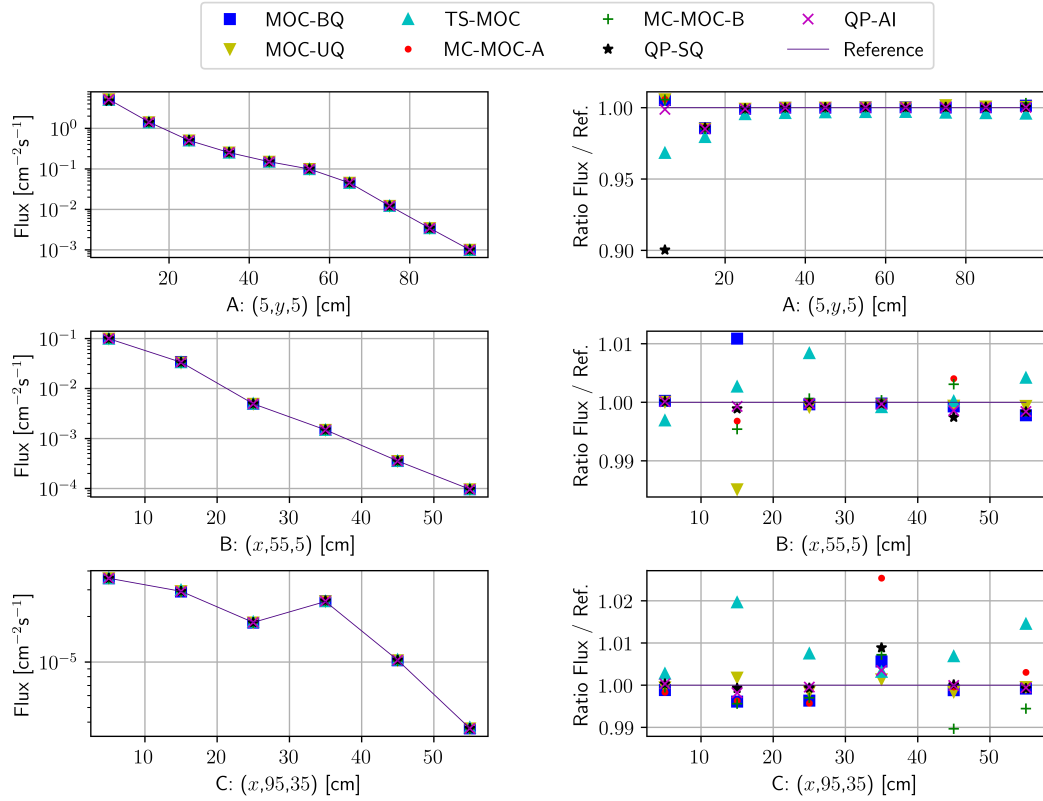 MOC-BQ TS-MOC MC-MOC-B QP-AI
MOC-UQ MC-MOC-A QP-SQ Reference
Flux [cm⁻²s⁻¹]
10⁰
10⁻¹
10⁻²
10⁻³
20 40 60 80
A: (5,y,5) [cm]
Ratio Flux / Ref.
1.00
0.95
0.90
20 40 60 80
A: (5,y,5) [cm]
Flux [cm⁻²s⁻¹]
10⁻¹
10⁻²
10⁻³
10⁻⁴
10 20 30 40 50
B: (x,55,5) [cm]
Ratio Flux / Ref.
1.01
1.00
0.99
10 20 30 40 50
B: (x,55,5) [cm]
Flux [cm⁻²s⁻¹]
10⁻⁵
10 20 30 40 50
C: (x,95,35) [cm]
Ratio Flux / Ref.
1.02
1.01
1.00
0.99
10 20 30 40 50
C: (x,95,35) [cm]